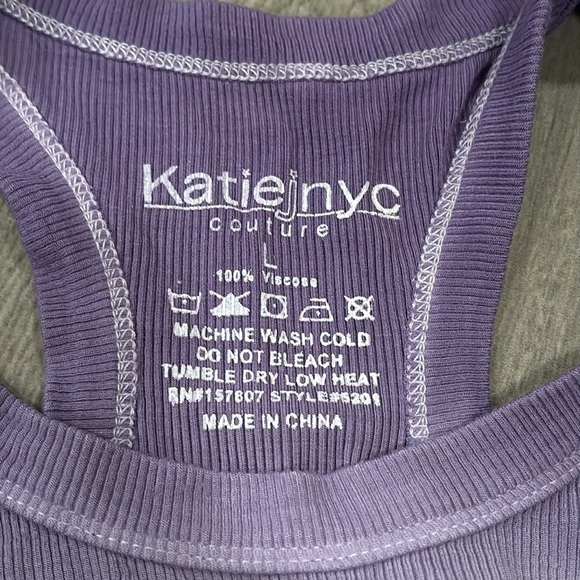 Katiejnyc
couture
L
100% Viscose
MACHINE WASH COLD
DO NOT BLEACH
TUMBLE DRY LOW HEAT
RN#157807 STYLE#5201
MADE IN CHINA